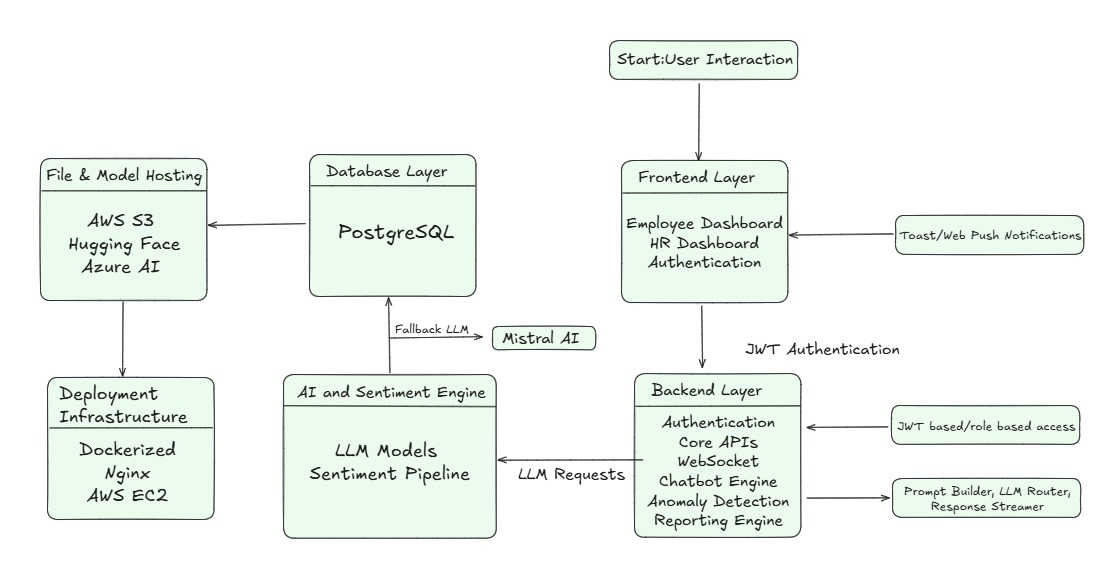 Start:User Interaction
File & Model Hosting
AWS S3
Hugging Face
Azure AI
Database Layer
PostgreSQL
Frontend Layer
Employee Dashboard
HR Dashboard
Authentication
Toast/Web Push Notifications
Fallback LLM
Mistral AI
JWT Authentication
Deployment
Infrastructure
Dockerized
Nginx
AWS EC2
AI and Sentiment Engine
LLM Models
Sentiment Pipeline
LLM Requests
Backend Layer
Authentication
Core APIs
WebSocket
Chatbot Engine
Anomaly Detection
Reporting Engine
JWT based/role based access
Prompt Builder, LLM Router,
Response Streamer